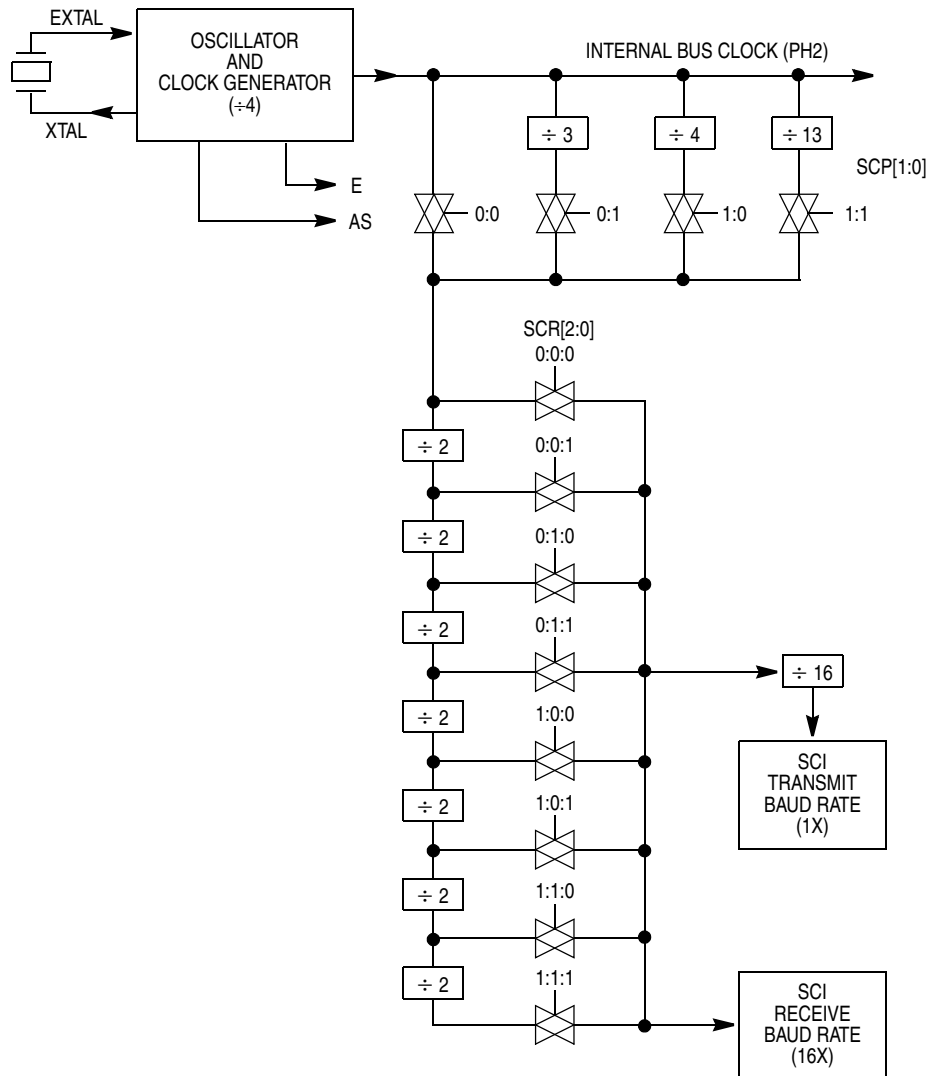 EXTAL
XTAL
OSCILLATOR
AND
CLOCK GENERATOR
(÷4)
E
AS
INTERNAL BUS CLOCK (PH2)
÷ 3
÷ 4
÷ 13
SCP[1:0]
0:0
0:1
1:0
1:1
SCR[2:0]
0:0:0
÷ 2
0:0:1
÷ 2
0:1:0
÷ 2
0:1:1
÷ 16
÷ 2
1:0:0
SCI
TRANSMIT
BAUD RATE
(1X)
÷ 2
1:0:1
÷ 2
1:1:0
÷ 2
1:1:1
SCI
RECEIVE
BAUD RATE
(16X)